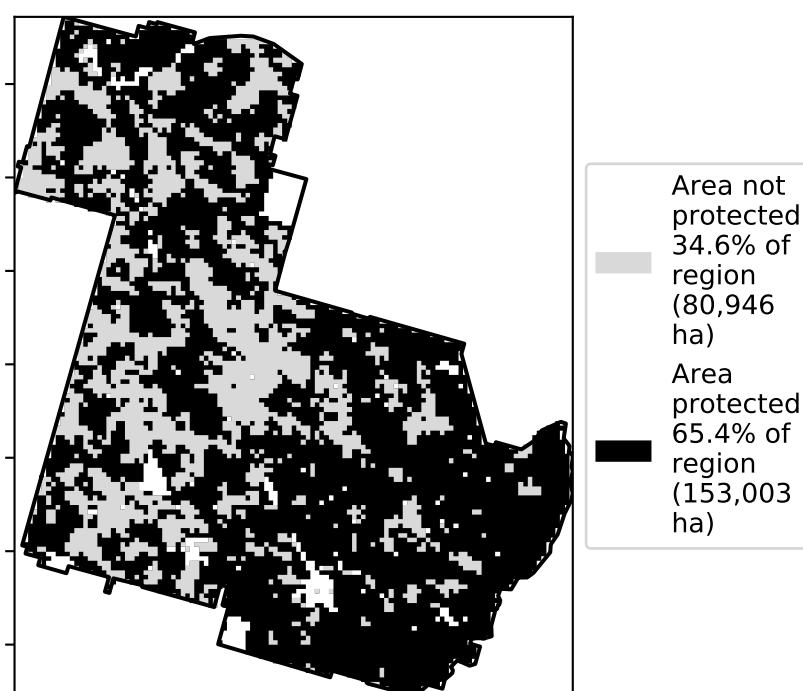 Area not
protected
34.6% of
region
(80,946
ha)
Area
protected
65.4% of
region
(153,003
ha)